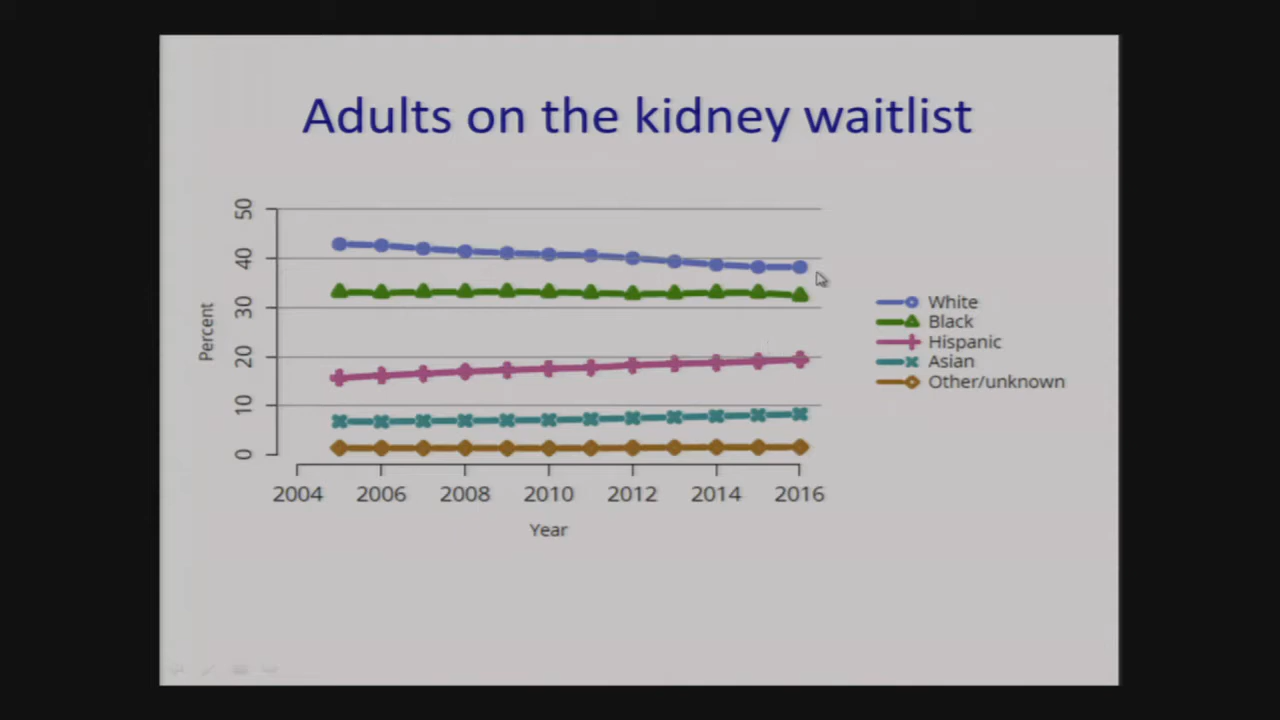 Adults on the kidney waitlist
50
40
30
20
10
0
Percent
2004 2006 2008 2010 2012 2014 2016
Year
White
Black
Hispanic
Asian
Other/unknown